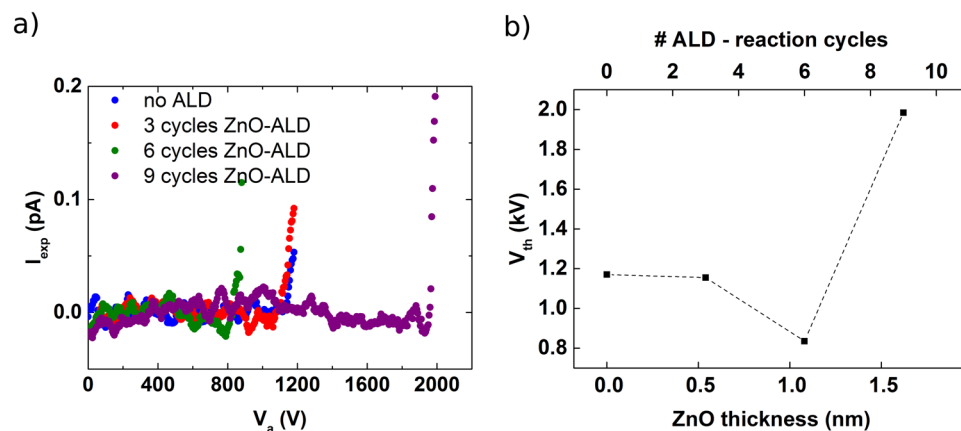 a)
0.2
0.1
0.0
I_exp (pA)
no ALD
3 cycles ZnO-ALD
6 cycles ZnO-ALD
9 cycles ZnO-ALD
0 400 800 1200 1600 2000
V_a (V)
b)
# ALD - reaction cycles
0 2 4 6 8 10
2.0
1.8
1.6
1.4
1.2
1.0
0.8
V_th (kV)
0.0 0.5 1.0 1.5
ZnO thickness (nm)